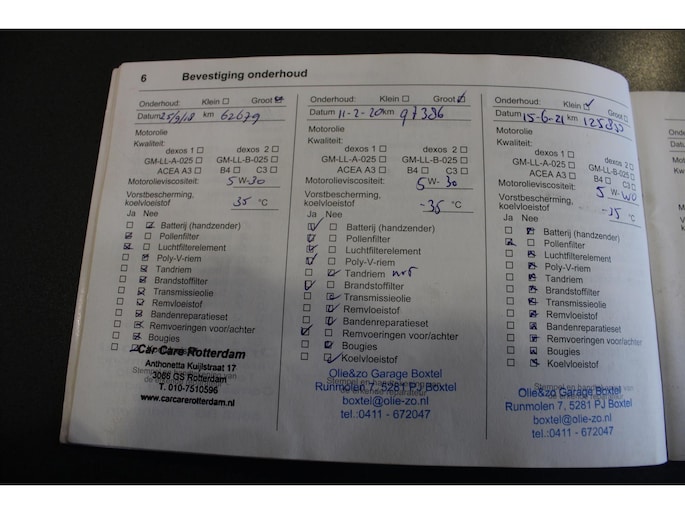 6 Bevestiging onderhoud
Onderhoud: Klein Groot
Datum 25/9/18 km 62679
Motorolie
Kwaliteit:
dexos 1 dexos 2
GM-LL-A-025 GM-LL-B-025
ACEA A3 B4 C3
Motorolieviscositeit: 5 W-30
Vorstbescherming,
koelvloeistof 35 °C
Ja Nee
Batterij (handzender)
Pollenfilter
Luchtfilterelement
Poly-V-riem
Tandriem
Brandstoffilter
Transmissieolie
Remvloeistof
Bandenreparatieset
Remvoeringen voor/achter
Bougies
Car Care Rotterdam
Anthonetta Kuijlstraat 17
3066 GS Rotterdam
T. 010-7510596
www.carcarerotterdam.nl
Onderhoud: Klein Groot
Datum 11-2-20 km 97386
Motorolie
Kwaliteit:
dexos 1 dexos 2
GM-LL-A-025 GM-LL-B-025
ACEA A3 B4 C3
Motorolieviscositeit: 5 W-30
Vorstbescherming,
koelvloeistof -35 °C
Ja Nee
Batterij (handzender)
Pollenfilter
Luchtfilterelement
Poly-V-riem
Tandriem
Brandstoffilter
Transmissieolie
Remvloeistof
Bandenreparatieset
Remvoeringen voor/achter
Bougies
Koelvloeistof
Olie&zo Garage Boxtel
Runmolen 7, 5281 PJ Boxtel
boxtel@olie-zo.nl
tel.:0411 - 672047
Onderhoud: Klein Groot
Datum 15-6-21 km
Motorolie
Kwaliteit:
dexos 1 dexos 2
GM-LL-A-025 GM-LL-B-025
ACEA A3 B4 C3
Motorolieviscositeit: 5 W-
Vorstbescherming,
koelvloeistof °C
Ja Nee
Batterij (handzender)
Pollenfilter
Luchtfilterelement
Poly-V-riem
Tandriem
Brandstoffilter
Transmissieolie
Remvloeistof
Bandenreparatieset
Remvoeringen voor/achter
Bougies
Koelvloeistof
Olie&zo Garage Boxtel
Runmolen 7, 5281 PJ Boxtel
boxtel@olie-zo.nl
tel.:0411 - 672047